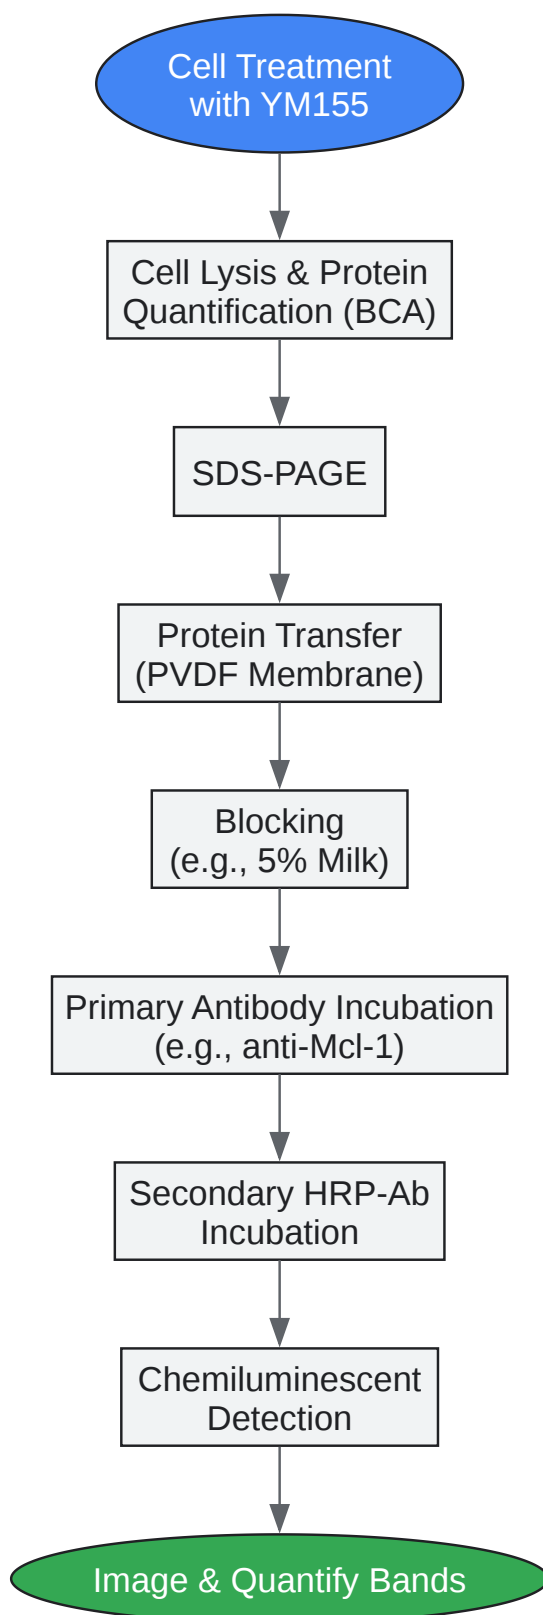 Cell Treatment
with YM155
Cell Lysis & Protein
Quantification (BCA)
SDS-PAGE
Protein Transfer
(PVDF Membrane)
Blocking
(e.g., 5% Milk)
Primary Antibody Incubation
(e.g., anti-Mcl-1)
Secondary HRP-Ab
Incubation
Chemiluminescent
Detection
Image & Quantify Bands